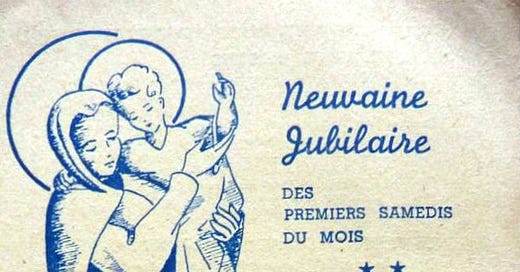 Neuvaine
Jubilaire
DES
PREMIERS SAMEDIS
DU MOIS